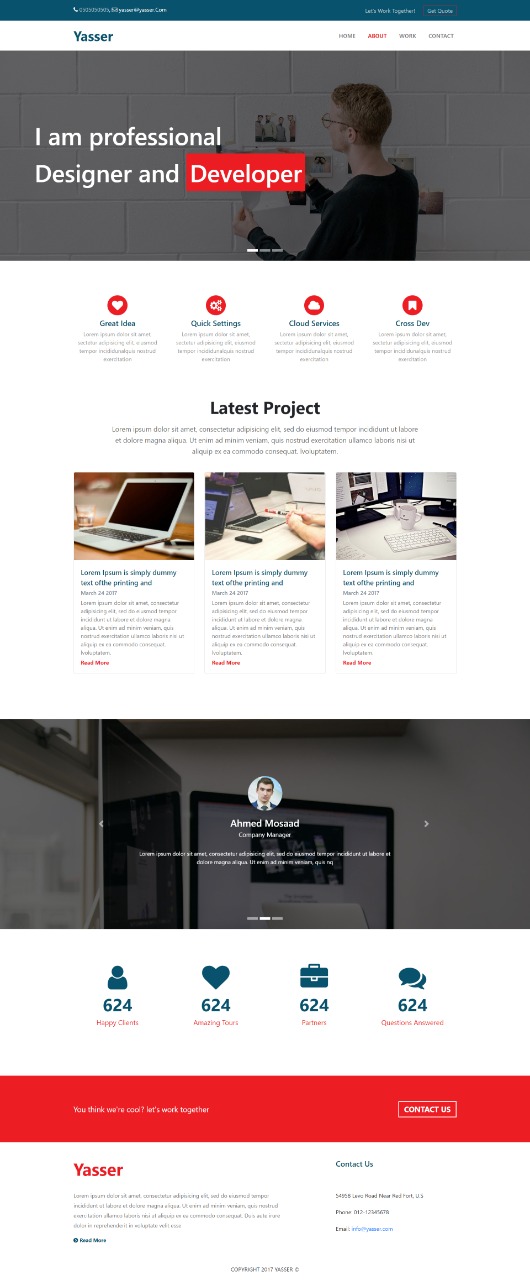 0505050505, yasser@yasser.Com
Let's Work Together!
Get Quote
Yasser
HOME
ABOUT
WORK
CONTACT
I am professional
Designer and Developer
Great Idea
Lorem ipsum dolor sit amet,
sectetur adipisicing elit, e iusmod
tempor incididunalquis nostrud
exercitation
Quick Settings
Lorem ipsum dolor sit amet,
sectetur adipisicing elit, eiusmod
tempor incididunalquis nostrud
exercitation
Cloud Services
Lorem ipsum dolor sit amet,
sectetur adipisicing elit, eiusmod
tempor incididunalquis nostrud
exercitation
Cross Dev
Lorem ipsum dolor sit amet,
sectetur adipisicing elit, eiusmod
tempor incididunalquis nostrud
exercitation
Latest Project
Lorem ipsum dolor sit amet, consectetur adipisicing elit, sed do eiusmod tempor incididunt ut labore
et dolore magna aliqua. Ut enim ad minim veniam, quis nostrud exercitation ullamco laboris nisi ut
aliquip ex ea commodo consequat. lvoluptatem.
Lorem Ipsum is simply dummy
text ofthe printing and
March 24 2017
Lorem ipsum dolor sit amet, consectetur
adipisicing elit, sed do eiusmod tempor
incididunt ut labore et dolore magna
aliqua. Ut enim ad minim veniam, quis
nostrud exercitation ullamco laboris nisi ut
aliquip ex ea commodo consequat.
lvoluptatem.
Read More
Lorem Ipsum is simply dummy
text ofthe printing and
March 24 2017
Lorem ipsum dolor sit amet, consectetur
adipisicing elit, sed do eiusmod tempor
incididunt ut labore et dolore magna
aliqua. Ut enim ad minim veniam, quis
nostrud exercitation ullamco laboris nisi ut
aliquip ex ea commodo consequat.
lvoluptatem.
Read More
Lorem Ipsum is simply dummy
text ofthe printing and
March 24 2017
Lorem ipsum dolor sit amet, consectetur
adipisicing elit, sed do eiusmod tempor
incididunt ut labore et dolore magna
aliqua. Ut enim ad minim veniam, quis
nostrud exercitation ullamco laboris nisi ut
aliquip ex ea commodo consequat.
lvoluptatem.
Read More
Ahmed Mosaad
Company Manager
Lorem ipsum dolor sit amet, consectetur adipisicing elit, sed do eiusmod tempor incididunt ut labore et
dolore magna aliqua. Ut enim ad minim veniam, quis nq
624
Happy Clients
624
Amazing Tours
624
Partners
624
Questions Answered
You think we're cool? let's work together
CONTACT US
Yasser
Lorem ipsum dolor sit amet, consectetur adipisicing elit, sed do eiusmod tempor
incididunt ut labore et dolore magna aliqua. Ut enim ad minim veniam, quis nostrud
exercitation ullamco laboris nisi ut aliquip ex ea commodo consequat. Duis aute irure
dolor in reprehenderit in voluptate velit esse
Read More
Contact Us
54958 Levo Road Near Red Fort, U.S
Phone: 012-12345678
Email: info@yasser.com
COPYRIGHT 2017 YASSER ©